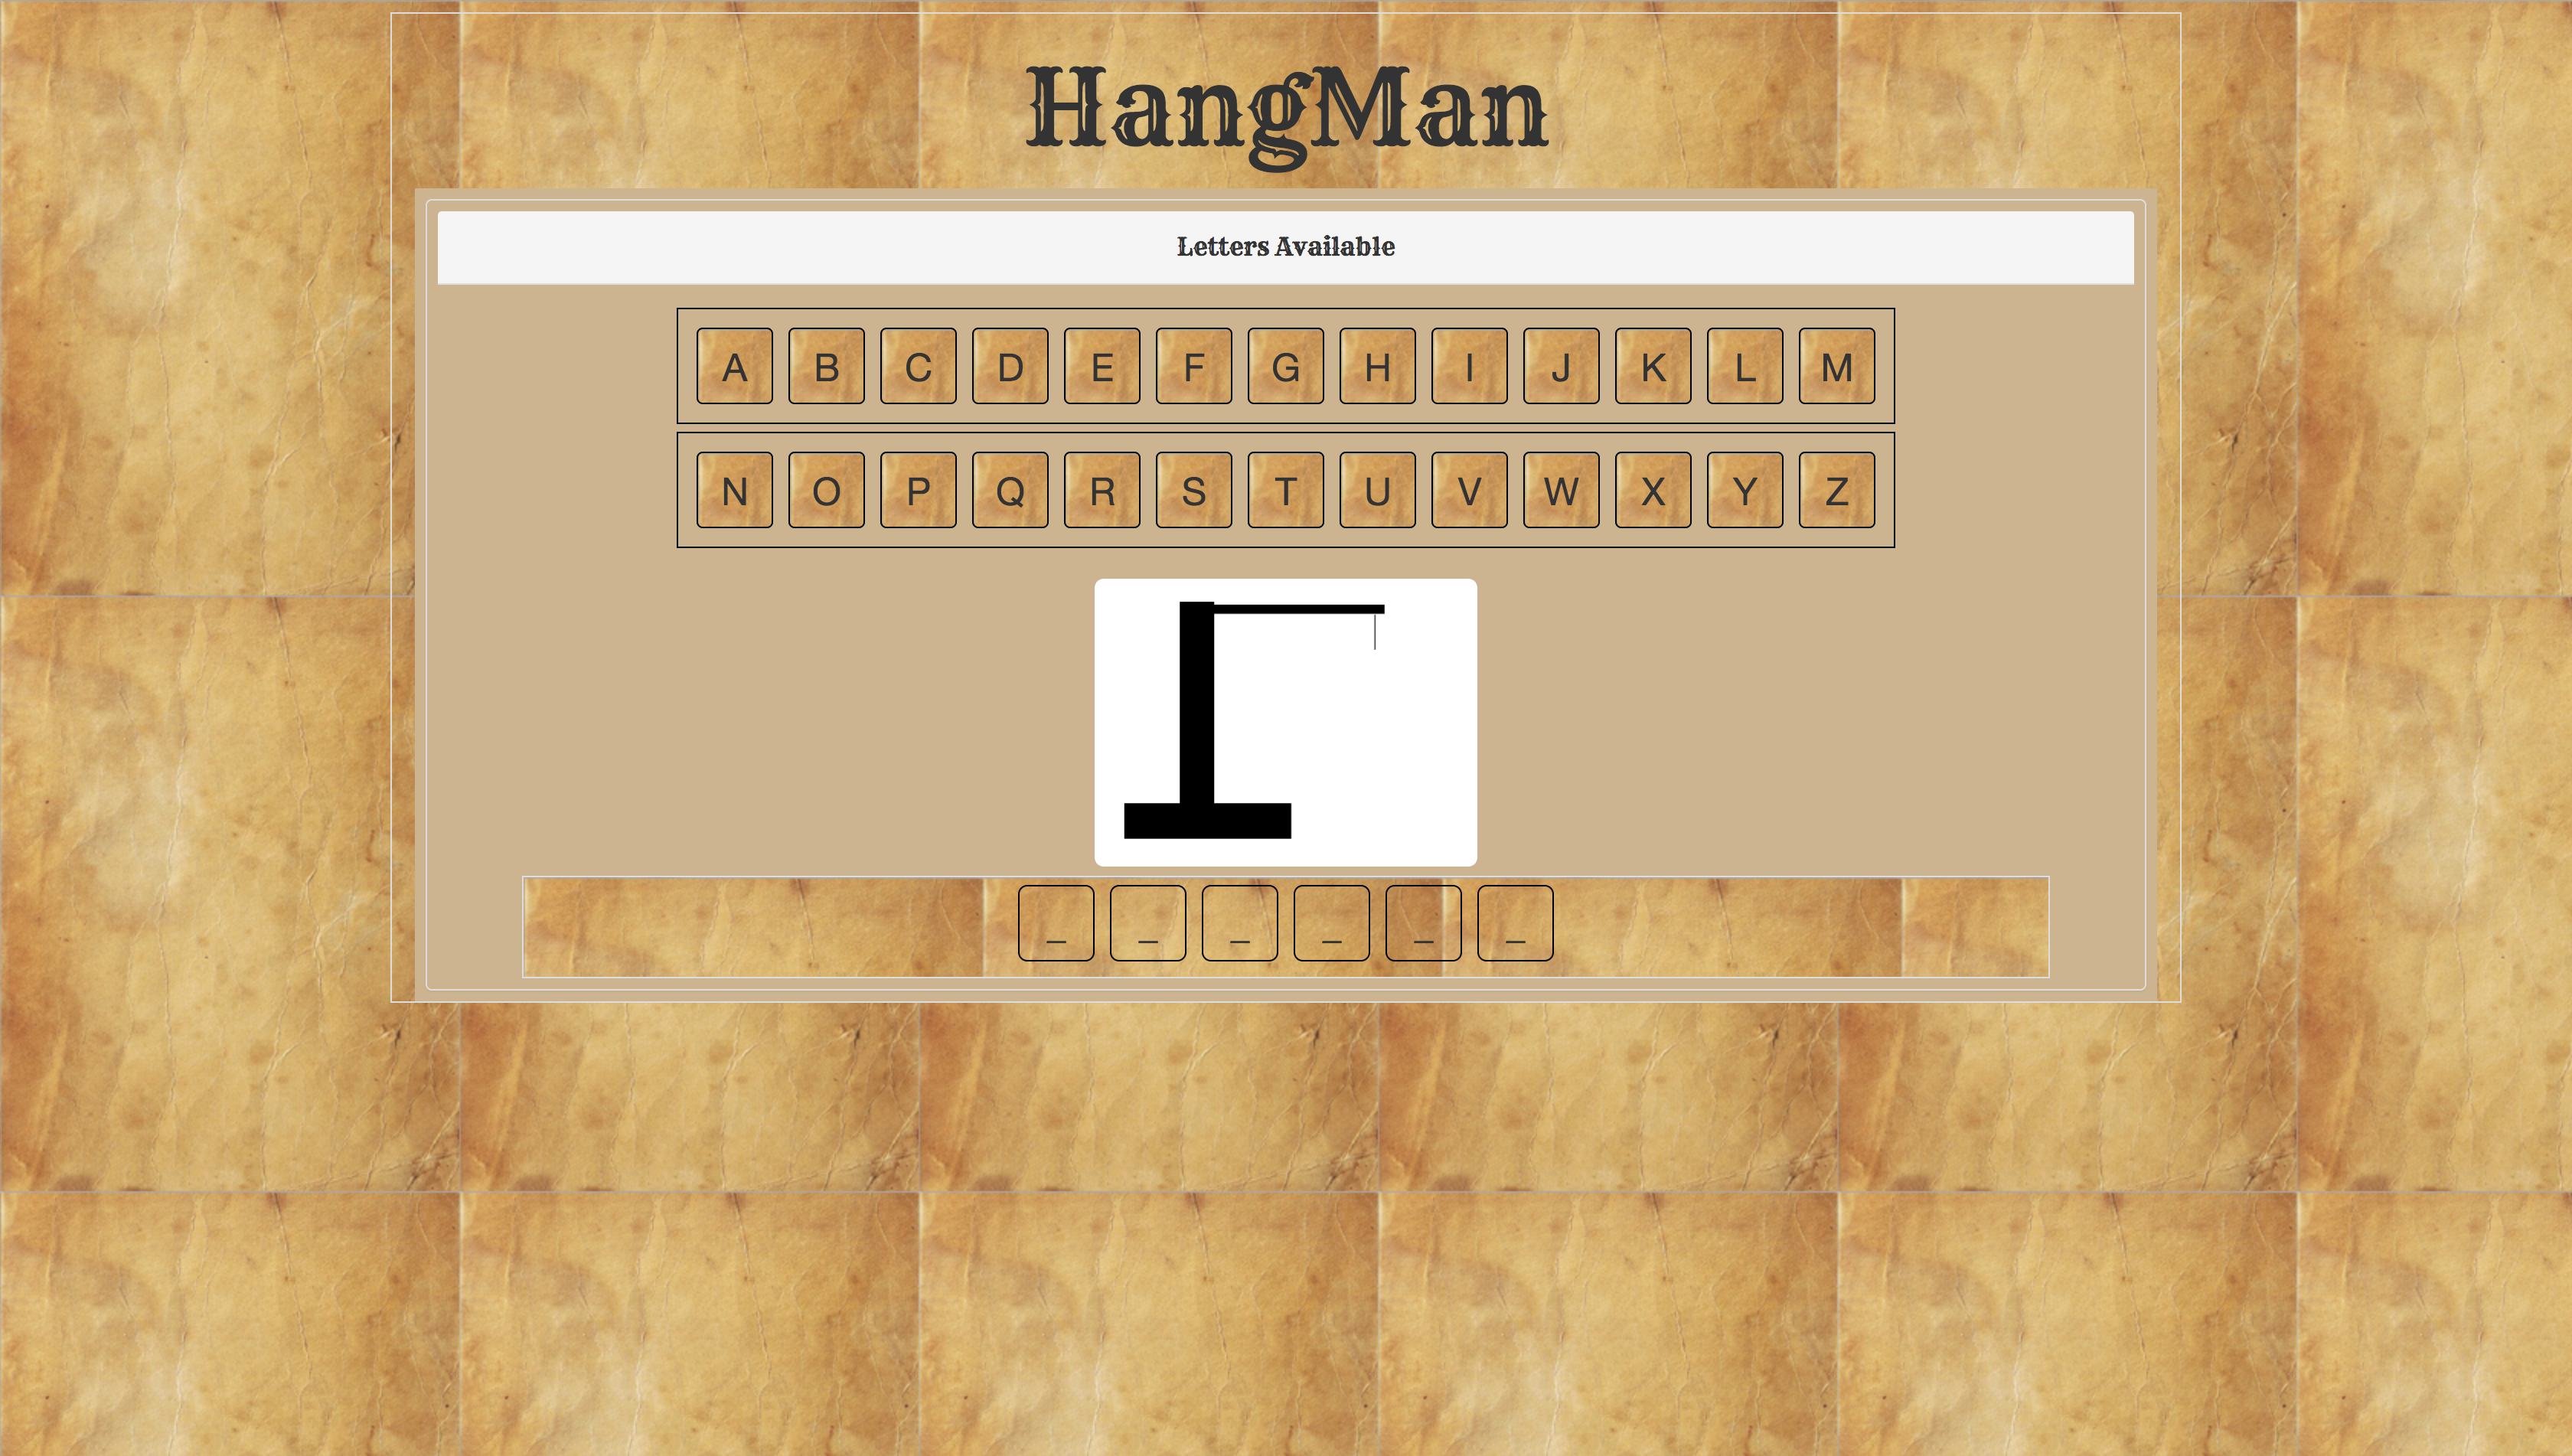 HangMan
Letters Available
A B C D E F G H I J K L M
N O P Q R S T U V W X Y Z
_ _ _ _ _ _